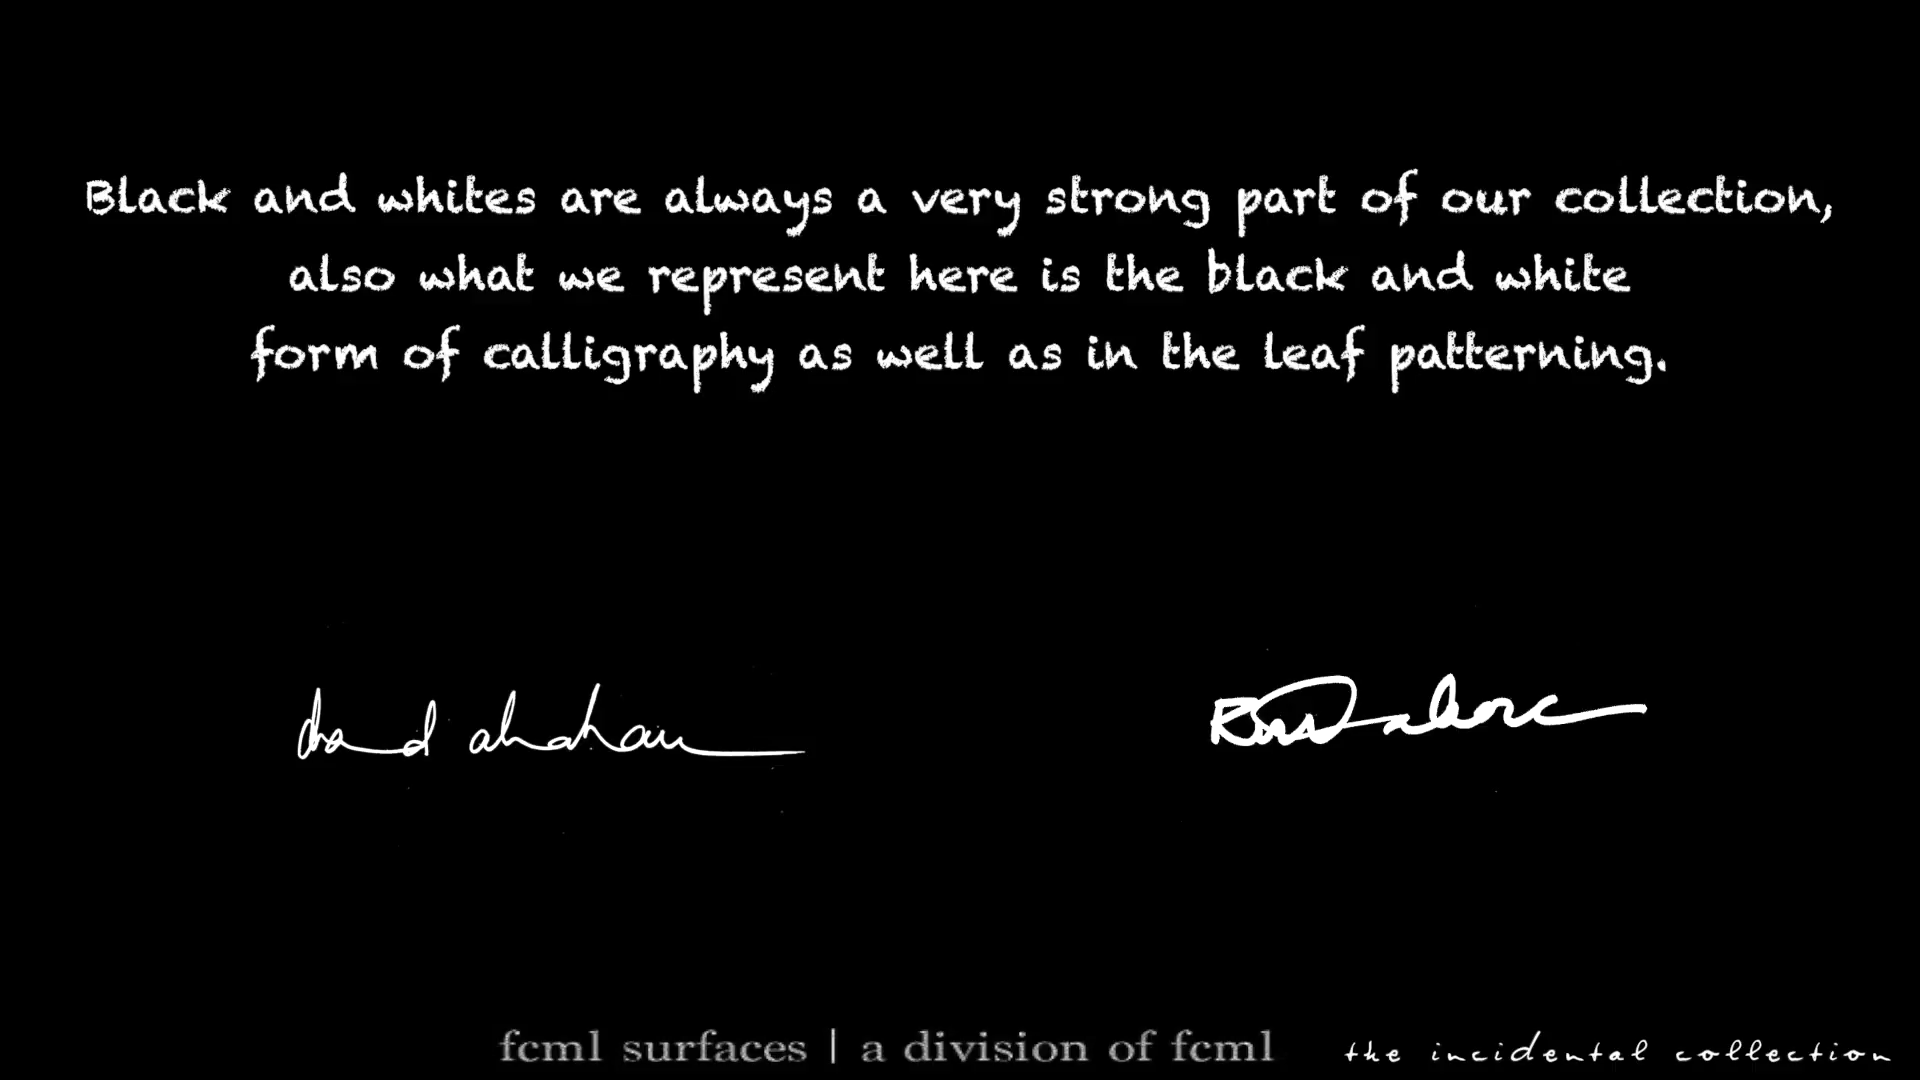 Black and whites are always a very strong part of our collection,
also what we represent here is the black and white
form of calligraphy as well as in the leaf patterning.
fcml surfaces | a division of fcml
the incidental collection